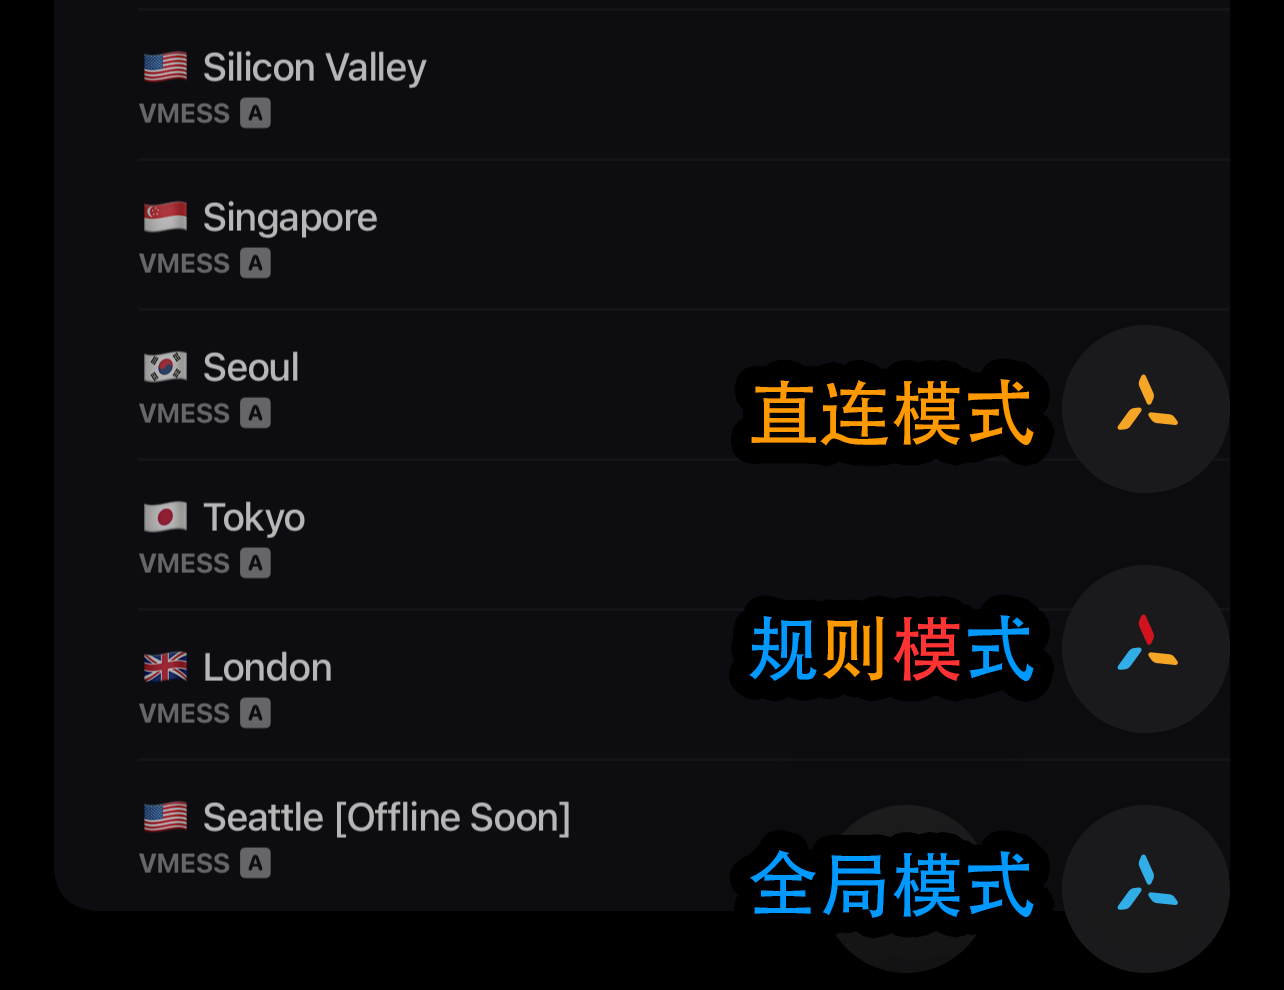 Silicon Valley
VMESS A
Singapore
VMESS A
Seoul
VMESS A
直连模式
Tokyo
VMESS A
London
规则模式
VMESS A
Seattle [Offline Soon]
VMESS A
全局模式